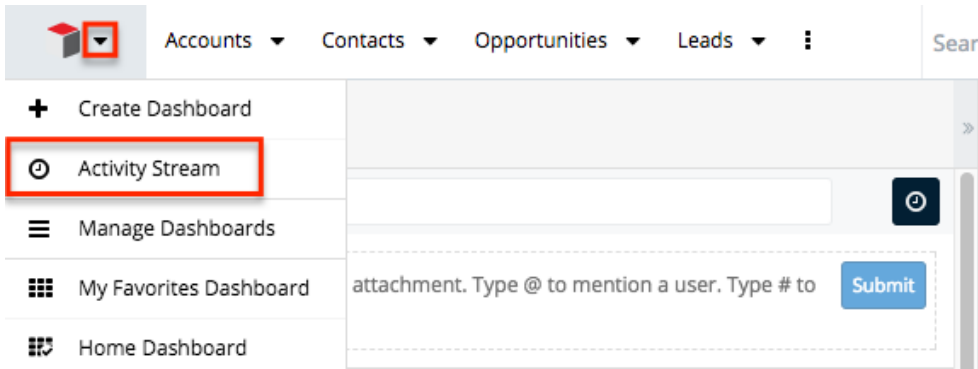 Accounts Contacts Opportunities Leads Sear
Create Dashboard
Activity Stream
Manage Dashboards
My Favorites Dashboard attachment. Type @ to mention a user. Type # to Submit
Home Dashboard